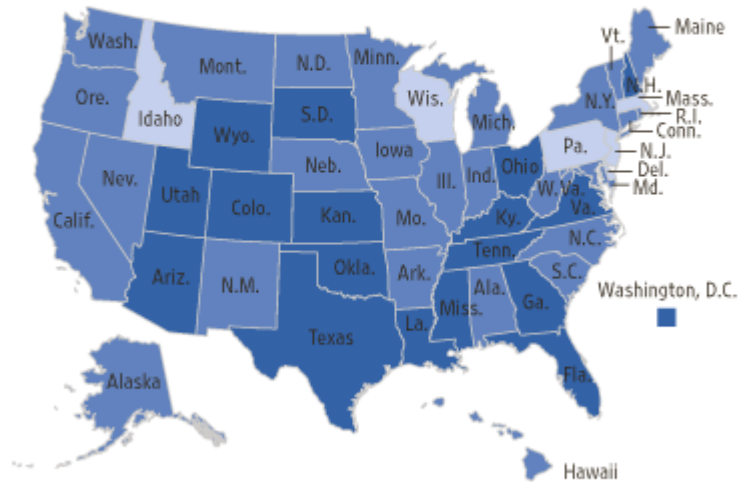 Maine
Vt.
Wash.
Mont.
N.D.
Minn.
N.H.
Ore.
Idaho
Wis.
Mich.
N.Y.
Mass.
R.I.
S.D.
Wyo.
Conn.
Pa.
N.J.
Iowa
Neb.
Ohio
Del.
Nev.
Ill.
Ind.
W.Va.
Md.
Utah
Colo.
Kan.
Mo.
Ky.
Va.
Calif.
Tenn.
N.C.
Ariz.
N.M.
Okla.
Ark.
S.C.
Washington, D.C.
Miss.
Ala.
Ga.
Texas
La.
Fla.
Alaska
Hawaii